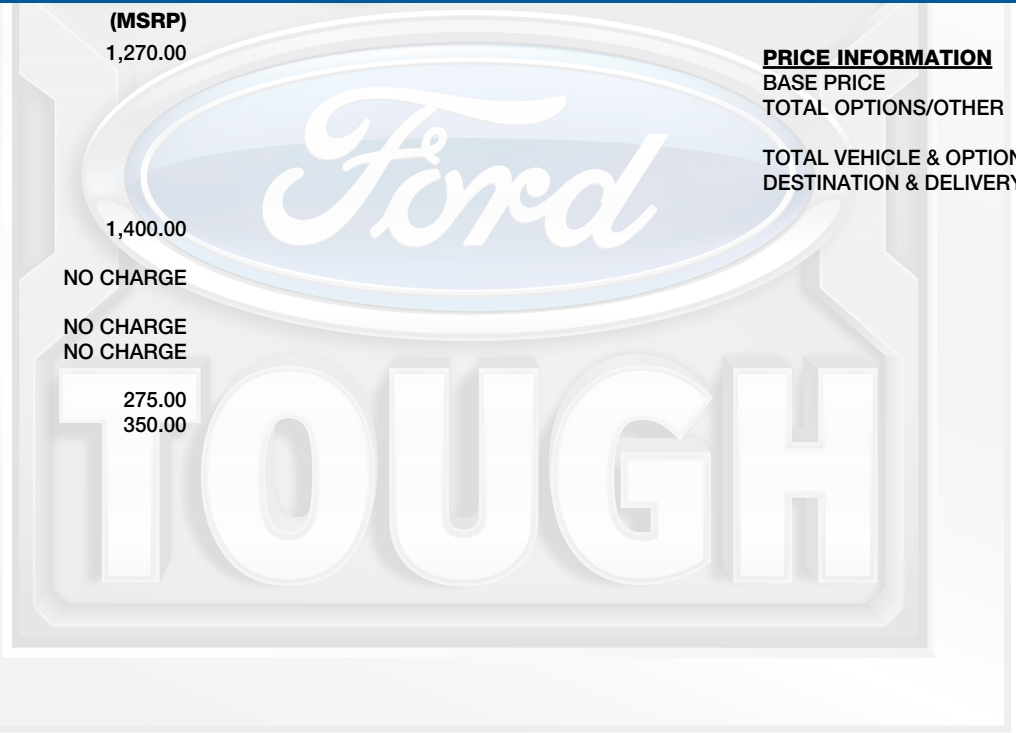 (MSRP)
1,270.00
1,400.00
NO CHARGE
NO CHARGE
NO CHARGE
275.00
350.00
PRICE INFORMATION
BASE PRICE
TOTAL OPTIONS/OTHER
TOTAL VEHICLE & OPTION
DESTINATION & DELIVERY
Ford
TOUGH